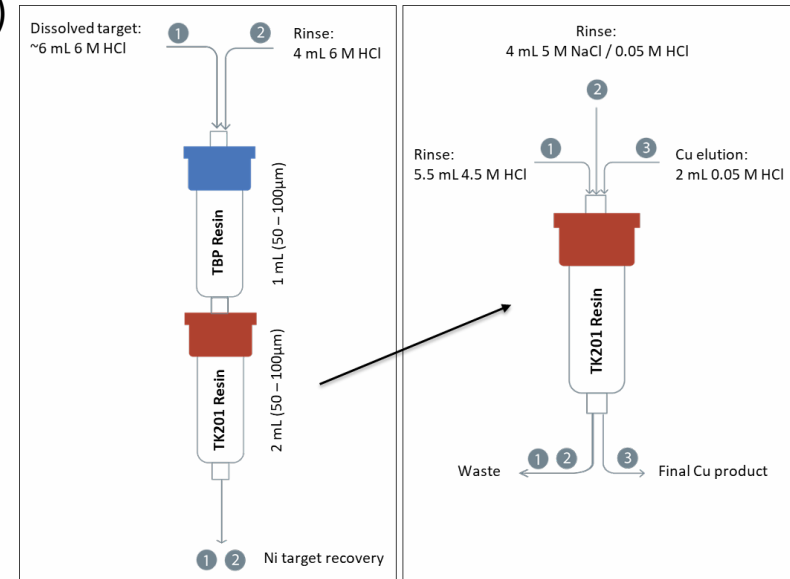 )
Dissolved target:
~6 mL 6 M HCl
1
2
Rinse:
4 mL 6 M HCl
TBP Resin
1 mL (50 – 100µm)
TK201 Resin
2 mL (50 – 100µm)
1 2 Ni target recovery
Rinse:
4 mL 5 M NaCl / 0.05 M HCl
2
Rinse:
5.5 mL 4.5 M HCl
1
3
Cu elution:
2 mL 0.05 M HCl
TK201 Resin
Waste
1 2
3
Final Cu product